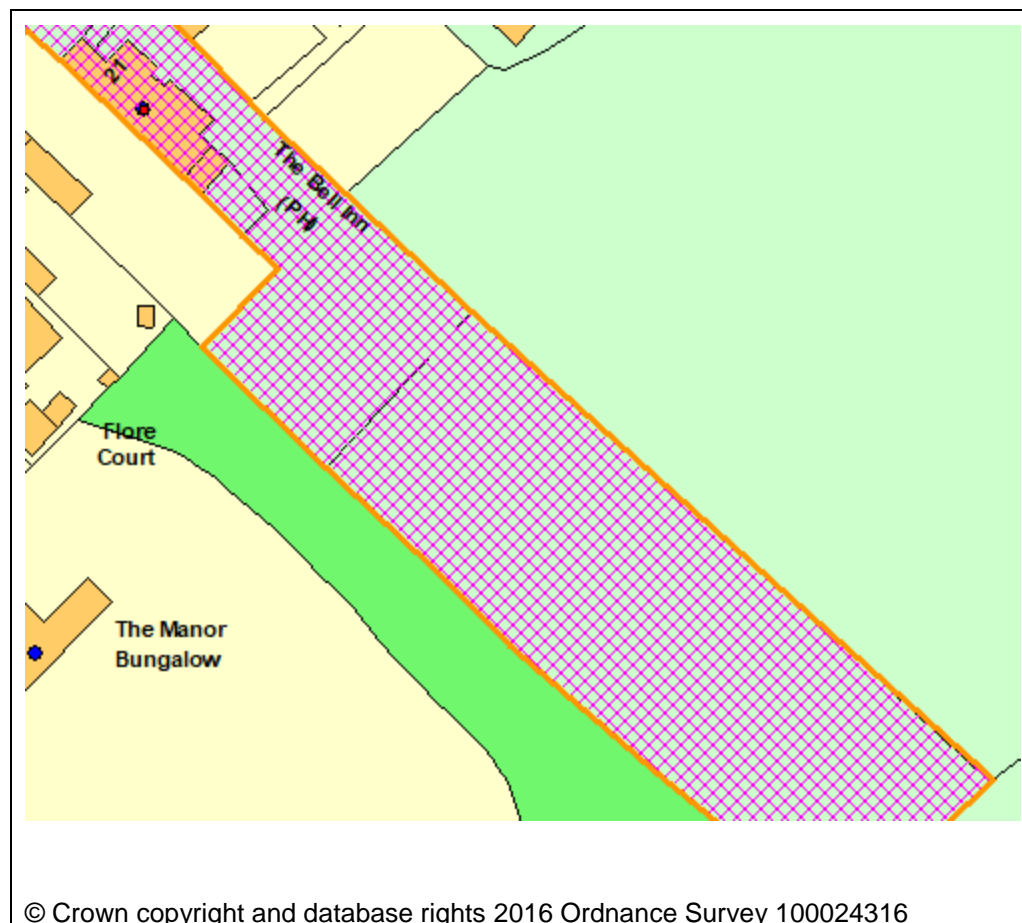 21
The Bell Inn
(PH)
Flore
Court
The Manor
Bungalow
© Crown copyright and database rights 2016 Ordnance Survey 100024316